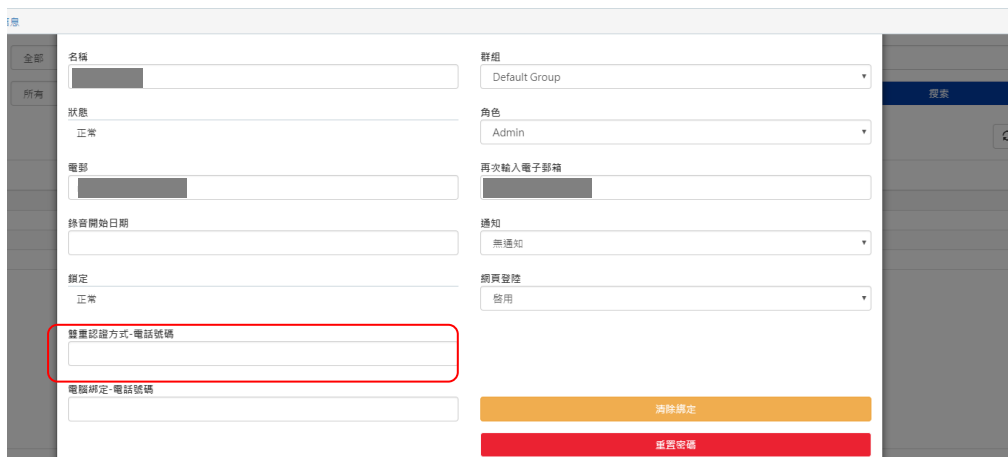 息
全部
所有
搜索
名稱
群组
Default Group
狀態
正常
角色
Admin
電郵
再次輸入電子郵箱
錄音開始日期
通知
無通知
鎖定
正常
網頁登陸
啓用
雙重認證方式-電話號碼
電腦綁定-電話號碼
清除綁定
重置密碼